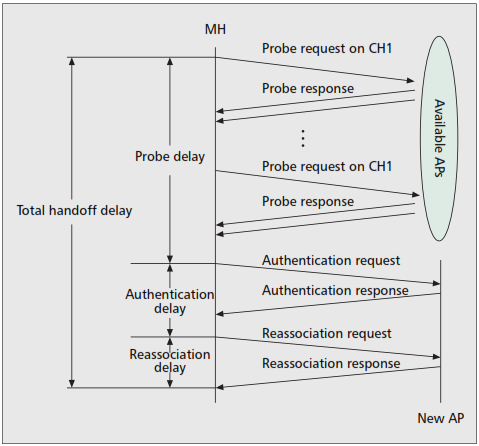 MH
Probe request on CH1
Probe response
Available APs
Probe delay
Probe request on CH1
Probe response
Total handoff delay
Authentication request
Authentication
delay
Authentication response
Reassociation request
Reassociation
delay
Reassociation response
New AP